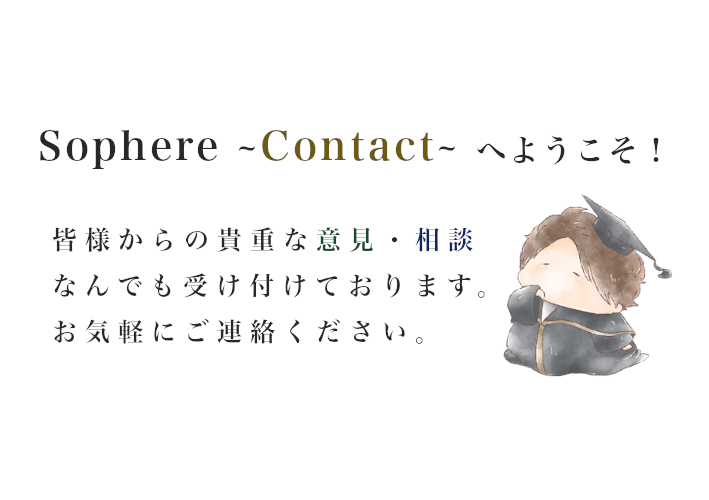 Sophere ~Contact~ へようこそ！
皆様からの貴重な意見・相談
なんでも受け付けております。
お気軽にご連絡ください。